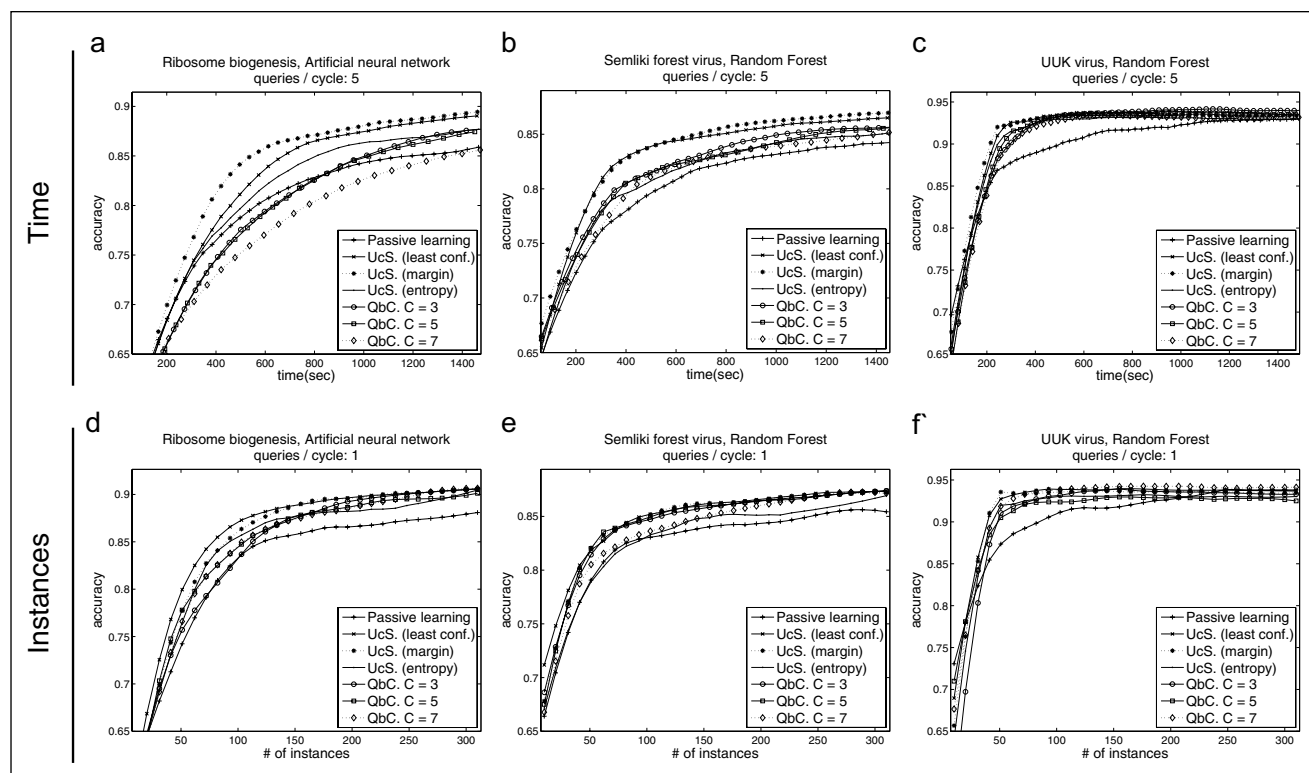 Time
a
Ribosome biogenesis, Artificial neural network
queries / cycle: 5
accuracy
0.9
0.85
0.8
0.75
0.7
0.65
200 400 600 800 1000 1200 1400
time(sec)
Passive learning
UcS. (least conf.)
UcS. (margin)
UcS. (entropy)
QbC. C = 3
QbC. C = 5
QbC. C = 7
b
Semliki forest virus, Random Forest
queries / cycle: 5
accuracy
0.85
0.8
0.75
0.7
0.65
200 400 600 800 1000 1200 1400
time(sec)
Passive learning
UcS. (least conf.)
UcS. (margin)
UcS. (entropy)
QbC. C = 3
QbC. C = 5
QbC. C = 7
c
UUK virus, Random Forest
queries / cycle: 5
accuracy
0.95
0.9
0.85
0.8
0.75
0.7
0.65
200 400 600 800 1000 1200 1400
time(sec)
Passive learning
UcS. (least conf.)
UcS. (margin)
UcS. (entropy)
QbC. C = 3
QbC. C = 5
QbC. C = 7
Instances
d
Ribosome biogenesis, Artificial neural network
queries / cycle: 1
accuracy
0.9
0.85
0.8
0.75
0.7
0.65
50 100 150 200 250 300
# of instances
Passive learning
UcS. (least conf.)
UcS. (margin)
UcS. (entropy)
QbC. C = 3
QbC. C = 5
QbC. C = 7
e
Semliki forest virus, Random Forest
queries / cycle: 1
accuracy
0.85
0.8
0.75
0.7
0.65
50 100 150 200 250 300
# of instances
Passive learning
UcS. (least conf.)
UcS. (margin)
UcS. (entropy)
QbC. C = 3
QbC. C = 5
QbC. C = 7
f`
UUK virus, Random Forest
queries / cycle: 1
accuracy
0.95
0.9
0.85
0.8
0.75
0.7
0.65
50 100 150 200 250 300
# of instances
Passive learning
UcS. (least conf.)
UcS. (margin)
UcS. (entropy)
QbC. C = 3
QbC. C = 5
QbC. C = 7